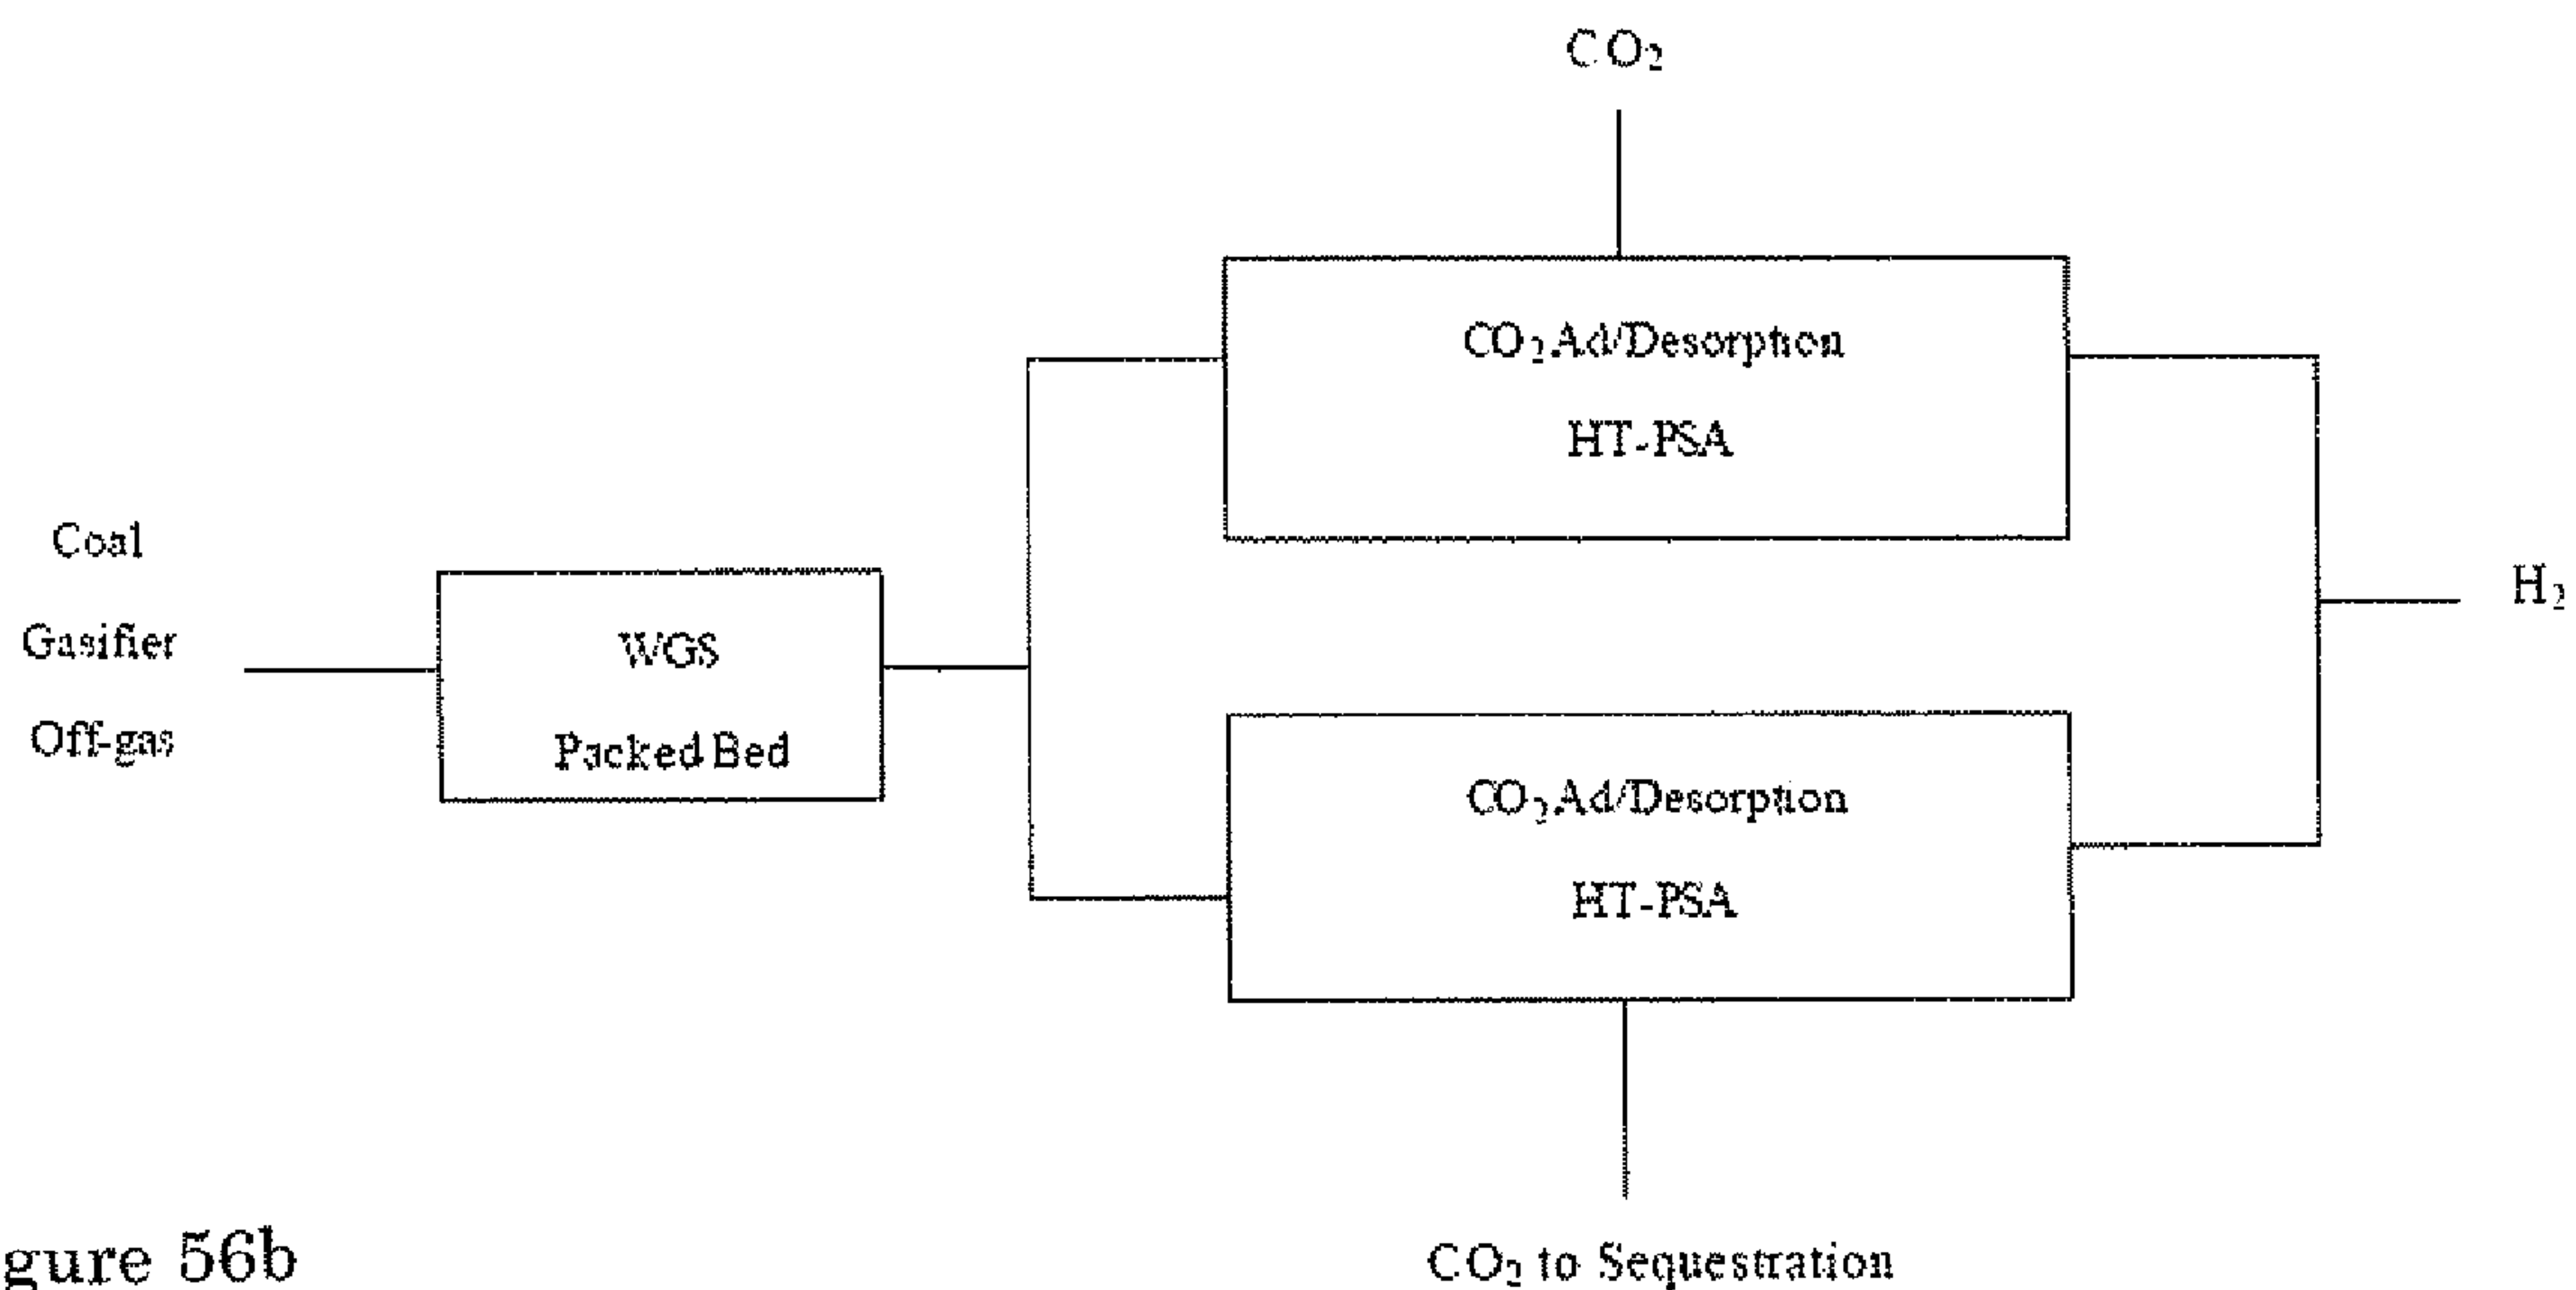 CO₂
CO₂ Ad/Desorption
HT-PSA
Coal
Gasifier
Off-gas
WGS
Packed Bed
H₂
CO₂ Ad/Desorption
HT-PSA
CO₂ to Sequestration
gure 56b